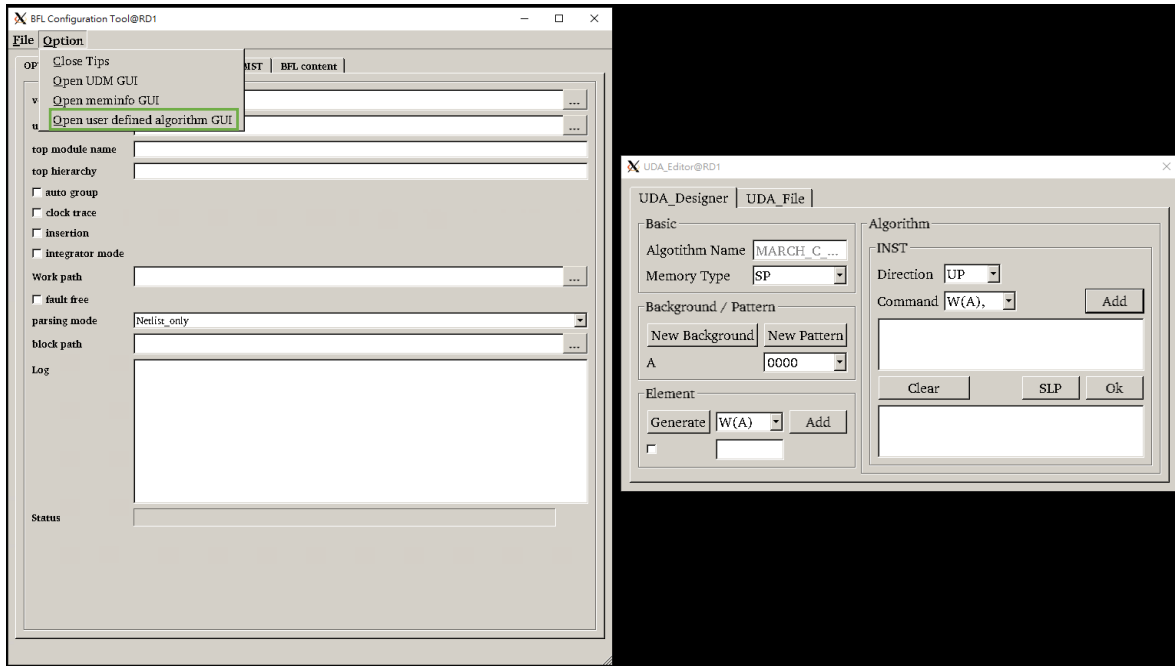 BFL Configuration Tool@RD1
File Option
Close Tips
Open UDM GUI
Open meminfo GUI
Open user defined algorithm GUI
BFL content
...
...
top module name
top hierarchy
auto group
clock trace
insertion
integrator mode
Work path ...
fault free
parsing mode Netlist_only
block path ...
Log
Status
UDA_Editor@RD1
UDA_Designer UDA_File
Basic
Algotithm Name MARCH_C_...
Memory Type SP
Background / Pattern
New Background New Pattern
A 0000
Element
Generate W(A) Add
Algorithm
INST
Direction UP
Command W(A), Add
Clear SLP Ok